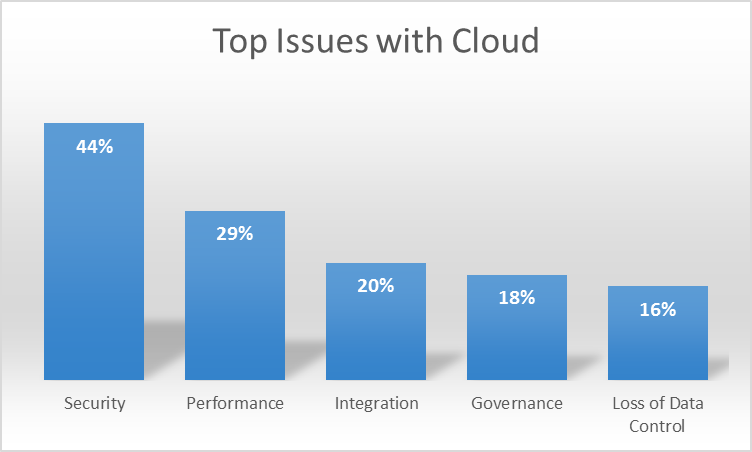 Top Issues with Cloud
44%
29%
20%
18%
16%
Security
Performance
Integration
Governance
Loss of Data
Control